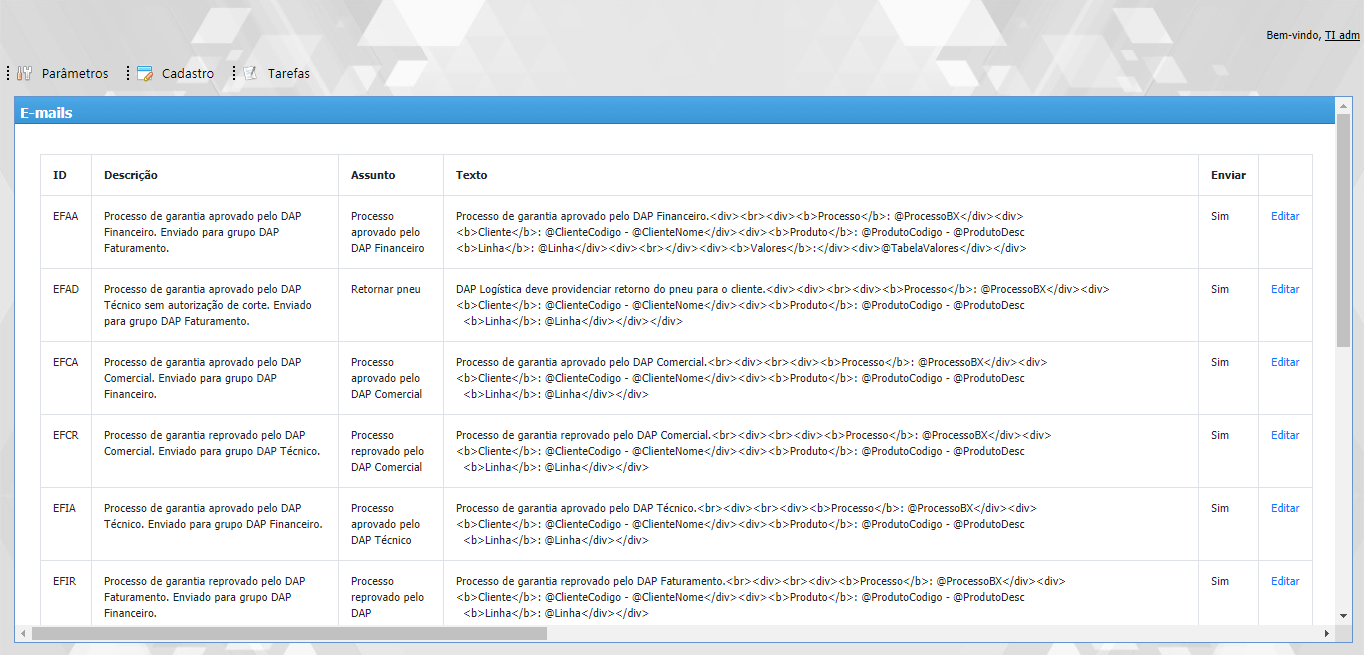 Bem-vindo, TI adm
Parâmetros Cadastro Tarefas
E-mails
ID Descrição Assunto Texto Enviar
EFAA
Processo de garantia aprovado pelo DAP
Financeiro. Enviado para grupo DAP
Faturamento.
Processo
aprovado pelo
DAP Financeiro
Processo de garantia aprovado pelo DAP Financeiro.<div><br><div><b>Processo</b>: @ProcessoBX</div><div>
<b>Cliente</b>: @ClienteCodigo - @ClienteNome</div><div><b>Produto</b>: @ProdutoCodigo - @ProdutoDesc
<b>Linha</b>: @Linha</div><div><br></div><div><b>Valores</b>:</div><div>@TabelaValores</div></div>
Sim
Editar
EFAD
Processo de garantia aprovado pelo DAP
Técnico sem autorização de corte. Enviado
para grupo DAP Faturamento.
Retornar pneu
DAP Logística deve providenciar retorno do pneu para o cliente.<div><div><br><div><b>Processo</b>: @ProcessoBX</div><div>
<b>Cliente</b>: @ClienteCodigo - @ClienteNome</div><div><b>Produto</b>: @ProdutoCodigo - @ProdutoDesc
<b>Linha</b>: @Linha</div></div></div>
Sim
Editar
EFCA
Processo de garantia aprovado pelo DAP
Comercial. Enviado para grupo DAP
Financeiro.
Processo
aprovado pelo
DAP Comercial
Processo de garantia aprovado pelo DAP Comercial.<br><div><br><div><b>Processo</b>: @ProcessoBX</div><div>
<b>Cliente</b>: @ClienteCodigo - @ClienteNome</div><div><b>Produto</b>: @ProdutoCodigo - @ProdutoDesc
<b>Linha</b>: @Linha</div></div>
Sim
Editar
EFCR
Processo de garantia reprovado pelo DAP
Comercial. Enviado para grupo DAP Técnico.
Processo
reprovado pelo
DAP Comercial
Processo de garantia reprovado pelo DAP Comercial.<br><div><br><div><b>Processo</b>: @ProcessoBX</div><div>
<b>Cliente</b>: @ClienteCodigo - @ClienteNome</div><div><b>Produto</b>: @ProdutoCodigo - @ProdutoDesc
<b>Linha</b>: @Linha</div></div>
Sim
Editar
EFIA
Processo de garantia aprovado pelo DAP
Técnico. Enviado para grupo DAP Financeiro.
Processo
aprovado pelo
DAP Técnico
Processo de garantia aprovado pelo DAP Técnico.<br><div><br><div><b>Processo</b>: @ProcessoBX</div><div>
<b>Cliente</b>: @ClienteCodigo - @ClienteNome</div><div><b>Produto</b>: @ProdutoCodigo - @ProdutoDesc
<b>Linha</b>: @Linha</div></div>
Sim
Editar
EFIR
Processo de garantia reprovado pelo DAP
Faturamento. Enviado para grupo DAP
Financeiro.
Processo
reprovado pelo
DAP
Processo de garantia reprovado pelo DAP Faturamento.<br><div><br><div><b>Processo</b>: @ProcessoBX</div><div>
<b>Cliente</b>: @ClienteCodigo - @ClienteNome</div><div><b>Produto</b>: @ProdutoCodigo - @ProdutoDesc
<b>Linha</b>: @Linha</div></div>
Sim
Editar